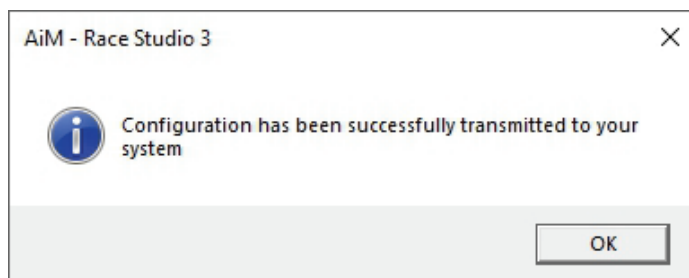 AiM - Race Studio 3
Configuration has been successfully transmitted to your
system
OK